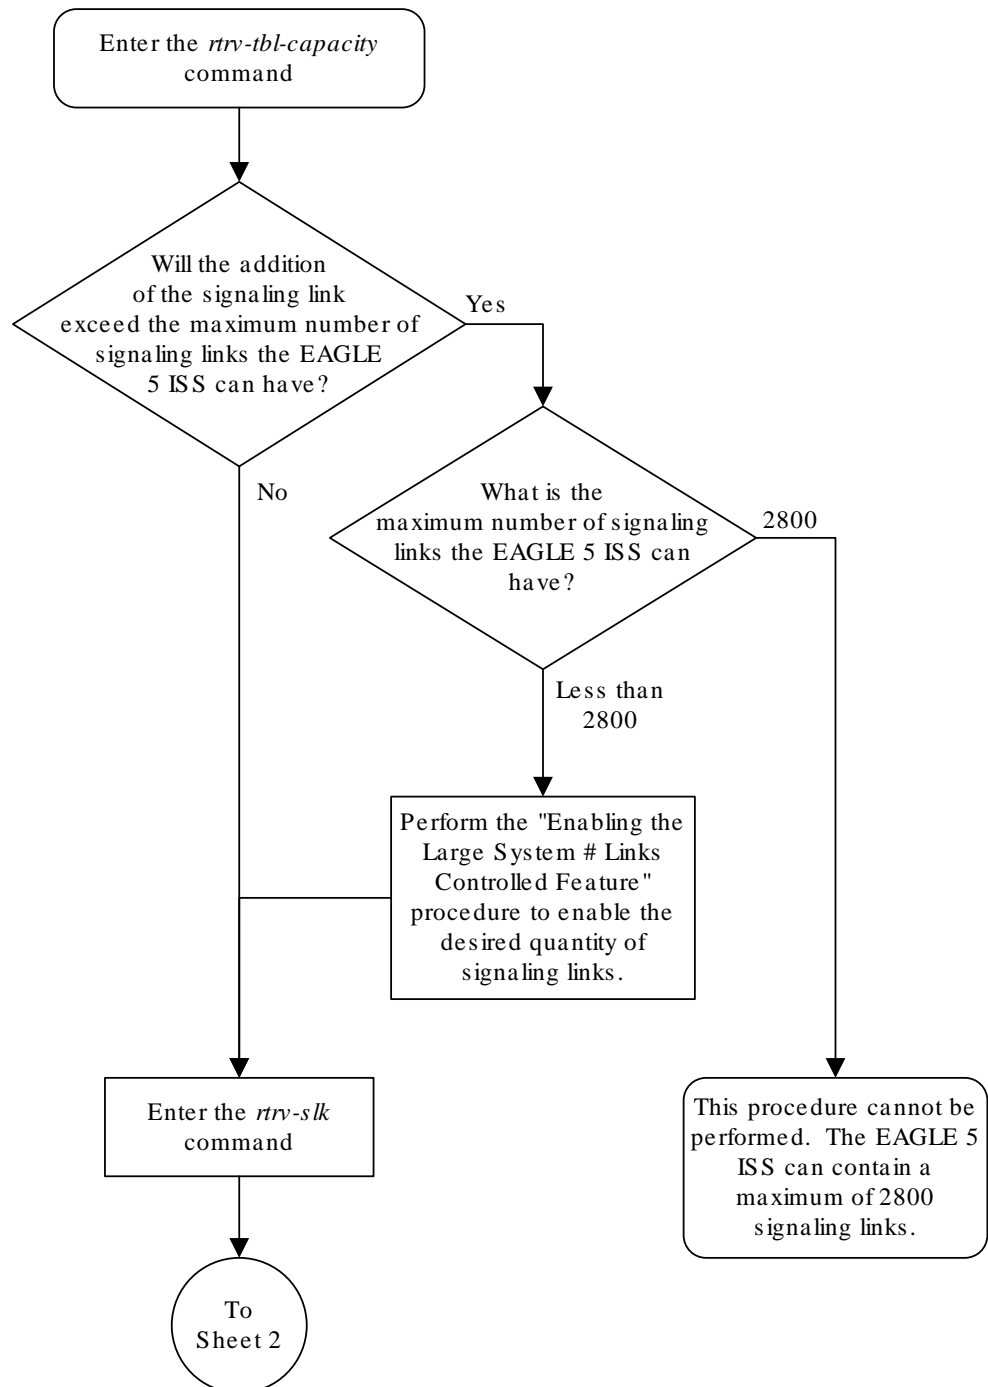 Enter the rtrv-tbl-capacity
command
Will the addition
of the signaling link
exceed the maximum number of
signaling links the EAGLE
5 ISS can have?
Yes
No
What is the
maximum number of signaling
links the EAGLE 5 ISS can
have?
2800
Less than
2800
Perform the "Enabling the
Large System # Links
Controlled Feature"
procedure to enable the
desired quantity of
signaling links.
Enter the rtrv-slk
command
This procedure cannot be
performed.  The EAGLE 5
ISS can contain a
maximum of 2800
signaling links.
To
Sheet 2